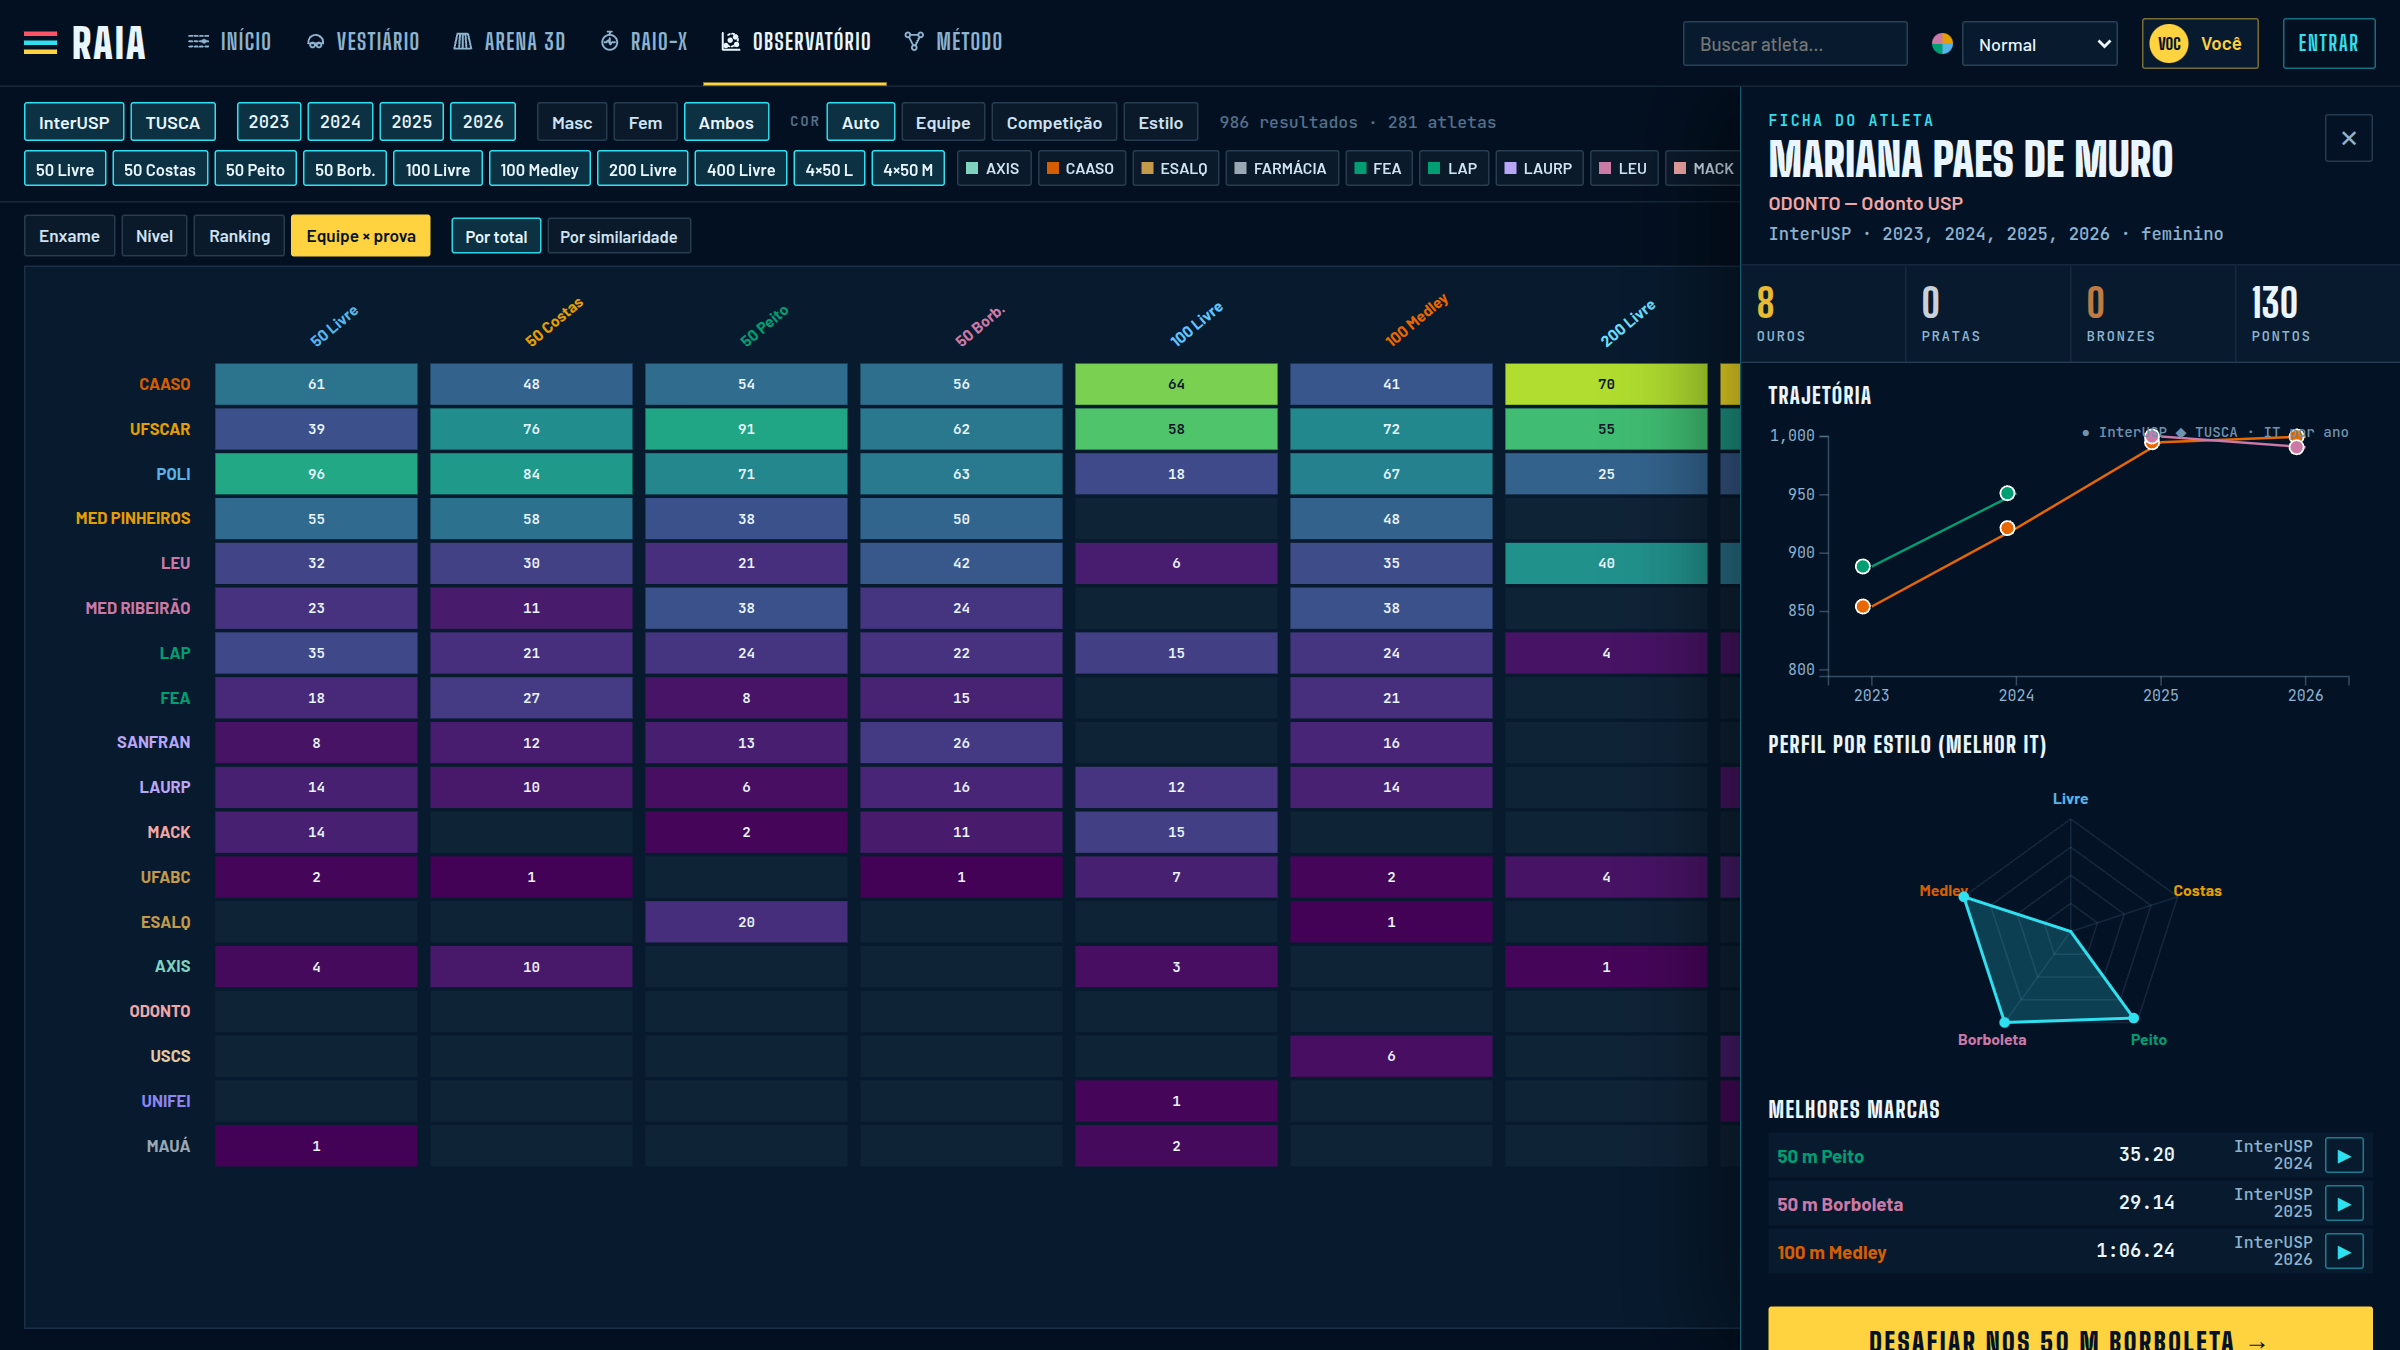 RAIA INÍCIO VESTIÁRIO ARENA 3D RAIO-X OBSERVATÓRIO MÉTODO Buscar atleta... Normal VOC Você ENTRAR
InterUSP TUSCA 2023 2024 2025 2026 Masc Fem Ambos COR Auto Equipe Competição Estilo 986 resultados · 281 atletas
50 Livre 50 Costas 50 Peito 50 Borb. 100 Livre 100 Medley 200 Livre 400 Livre 4×50 L 4×50 M AXIS CAASO ESALQ FARMÁCIA FEA LAP LAURP LEU MACK
Enxame Nível Ranking Equipe × prova Por total Por similaridade
50 Livre 50 Costas 50 Peito 50 Borb. 100 Livre 100 Medley 200 Livre
CAASO 61 48 54 56 64 41 70
UFSCAR 39 76 91 62 58 72 55
POLI 96 84 71 63 18 67 25
MED PINHEIROS 55 58 38 50 48
LEU 32 30 21 42 6 35 40
MED RIBEIRÃO 23 11 38 24 38
LAP 35 21 24 22 15 24 4
FEA 18 27 8 15 21
SANFRAN 8 12 13 26 16
LAURP 14 10 6 16 12 14
MACK 14 2 11 15
UFABC 2 1 1 7 2 4
ESALQ 20 1
AXIS 4 10 3 1
ODONTO
USCS 6
UNIFEI 1
MAUÁ 1 2
FICHA DO ATLETA
MARIANA PAES DE MURO
ODONTO — Odonto USP
InterUSP · 2023, 2024, 2025, 2026 · feminino
8 0 0 130
OUROS PRATAS BRONZES PONTOS
TRAJETÓRIA
● InterUSP ◆ TUSCA · IT por ano
1,000
950
900
850
800
2023 2024 2025 2026
PERFIL POR ESTILO (MELHOR IT)
Livre
Medley Costas
Borboleta Peito
MELHORES MARCAS
50 m Peito 35.20 InterUSP 2024
50 m Borboleta 29.14 InterUSP 2025
100 m Medley 1:06.24 InterUSP 2026
DESAFIAR NOS 50 M BORBOLETA →